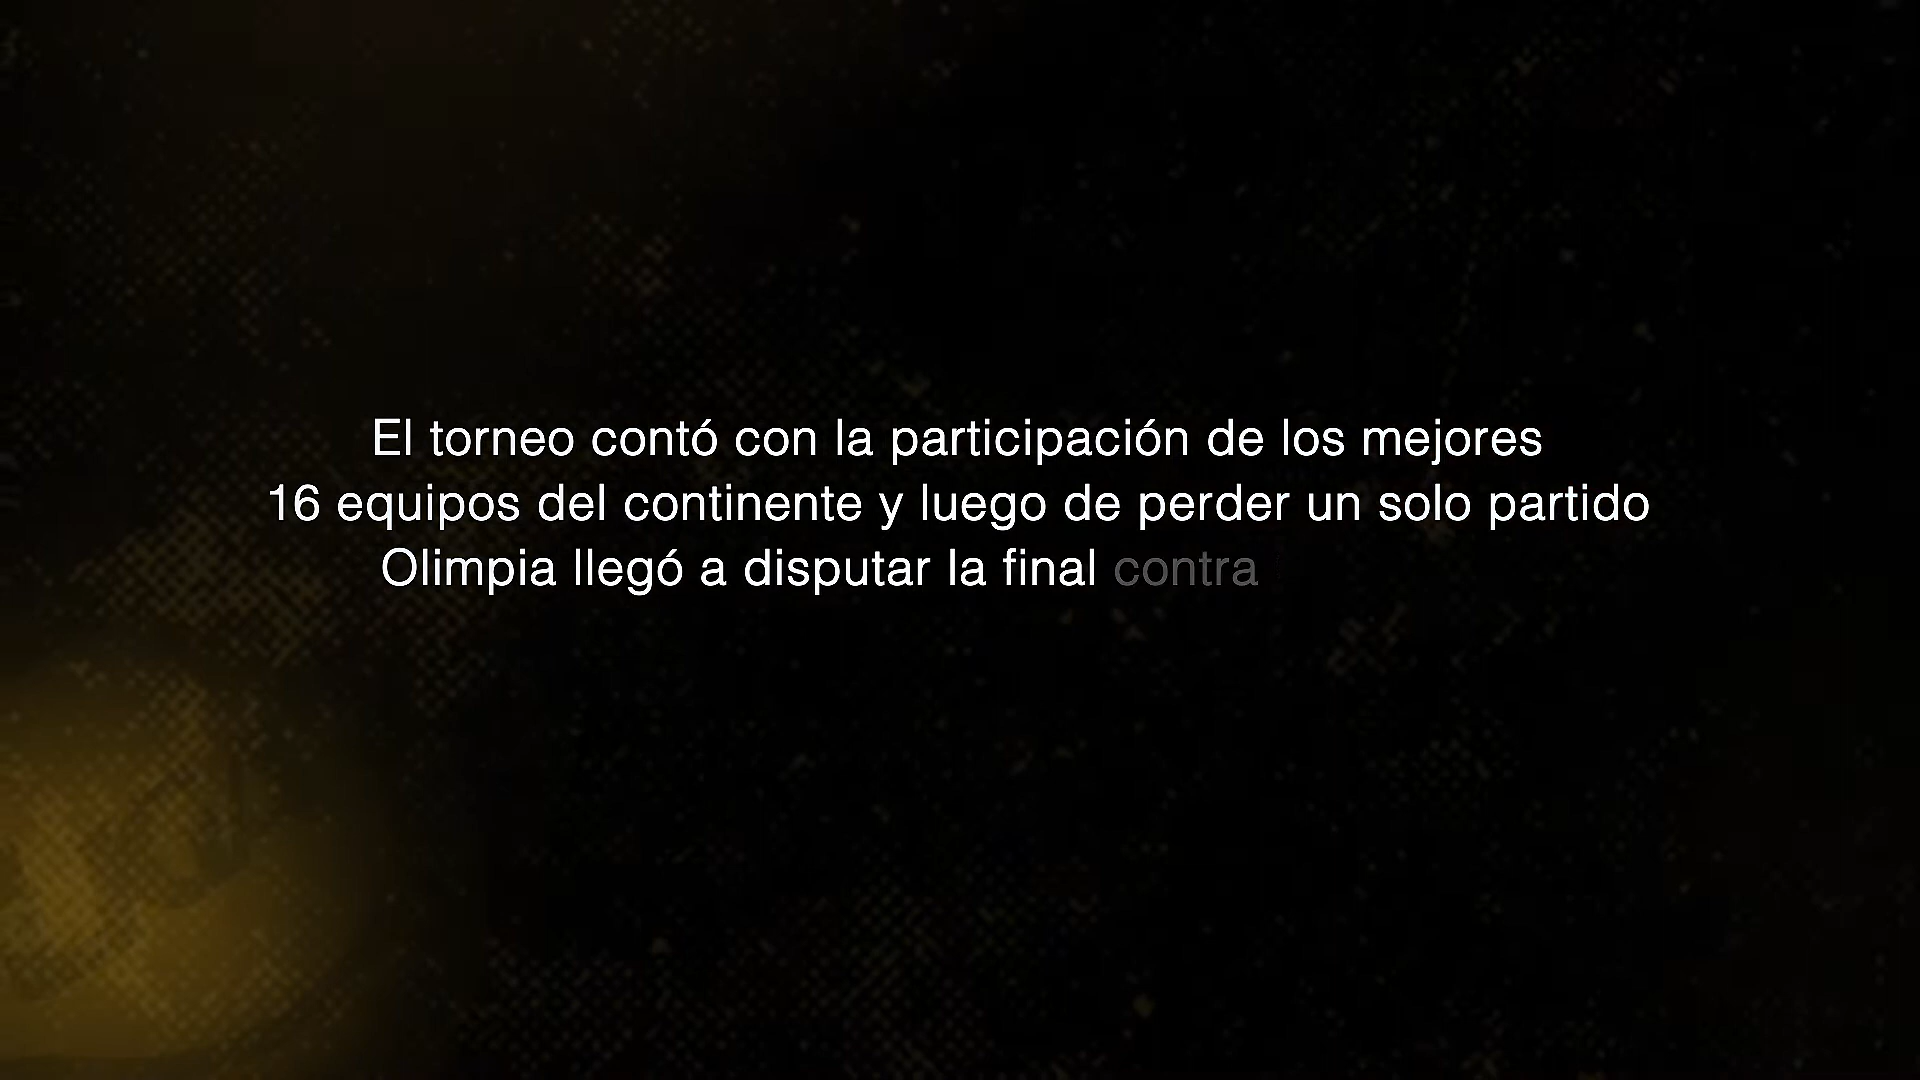 El torneo contó con la participación de los mejores
16 equipos del continente y luego de perder un solo partido
Olimpia llegó a disputar la final contra